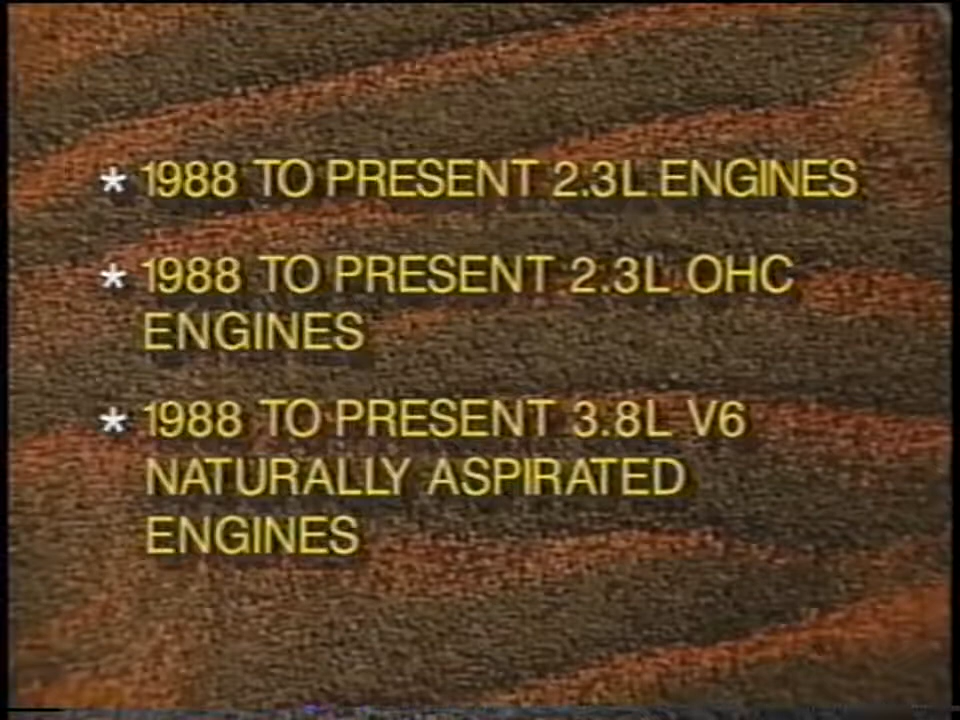 * 1988 TO PRESENT 2.3L ENGINES
* 1988 TO PRESENT 2.3L OHC
ENGINES
* 1988 TO PRESENT 3.8L V6
NATURALLY ASPIRATED
ENGINES